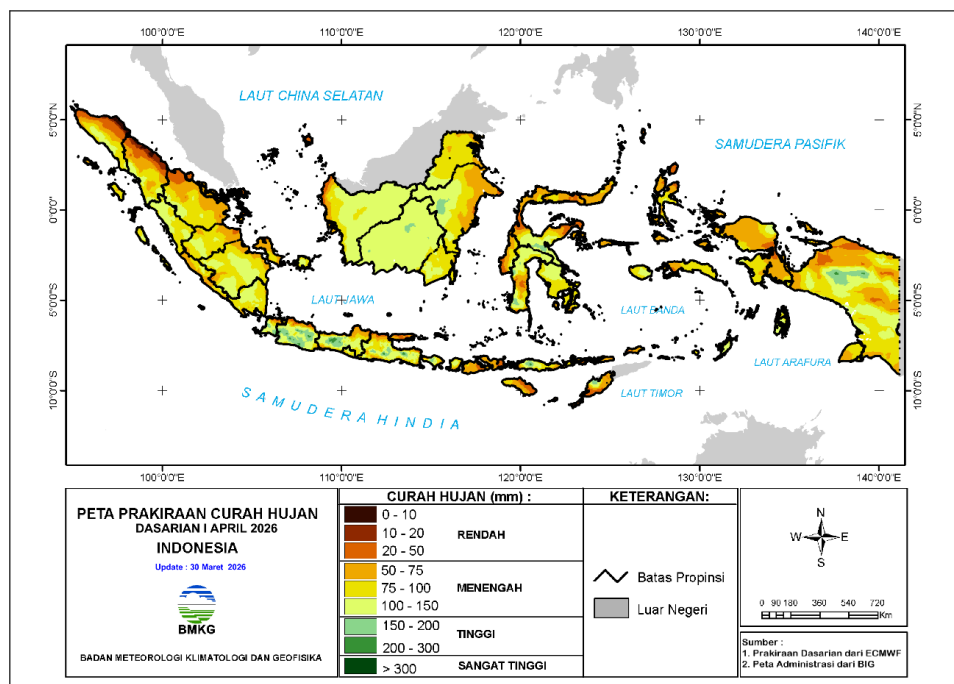 100°0'0"E 110°0'0"E 120°0'0"E 130°0'0"E 140°0'0"E
5°0'0"N 5°0'0"N
0°0'0" 0°0'0"
5°0'0"S 5°0'0"S
10°0'0"S 10°0'0"S
LAUT CHINA SELATAN
SAMUDERA PASIFIK
LAUT JAWA
LAUT BANDA
LAUT ARAFURA
LAUT TIMOR
SAMUDERA HINDIA
100°0'0"E 110°0'0"E 120°0'0"E 130°0'0"E 140°0'0"E
PETA PRAKIRAAN CURAH HUJAN
DASARIAN I APRIL 2026
INDONESIA
Update : 30 Maret 2026
BMKG
BADAN METEOROLOGI KLIMATOLOGI DAN GEOFISIKA
CURAH HUJAN (mm) :
0 - 10
10 - 20 RENDAH
20 - 50
50 - 75
75 - 100 MENENGAH
100 - 150
150 - 200 TINGGI
200 - 300
> 300 SANGAT TINGGI
KETERANGAN:
Batas Propinsi
Luar Negeri
N
W E
S
0 90 180 360 540 720
Km
Sumber :
1. Prakiraan Dasarian dari ECMWF
2. Peta Administrasi dari BIG